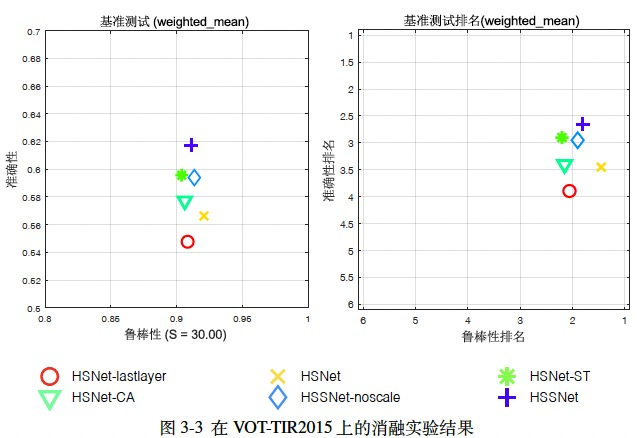 基准测试 (weighted_mean)
0.7
0.68
0.66
0.64
0.62
0.6
0.58
0.56
0.54
0.52
0.5
准确性
0.8 0.85 0.9 0.95 1
鲁棒性 (S = 30.00)
基准测试排名(weighted_mean)
1
1.5
2
2.5
3
3.5
4
4.5
5
5.5
6
准确性排名
6 5 4 3 2 1
鲁棒性排名
HSNet-lastlayer HSNet HSNet-ST
HSNet-CA HSSNet-noscale HSSNet
图 3-3 在 VOT-TIR2015 上的消融实验结果